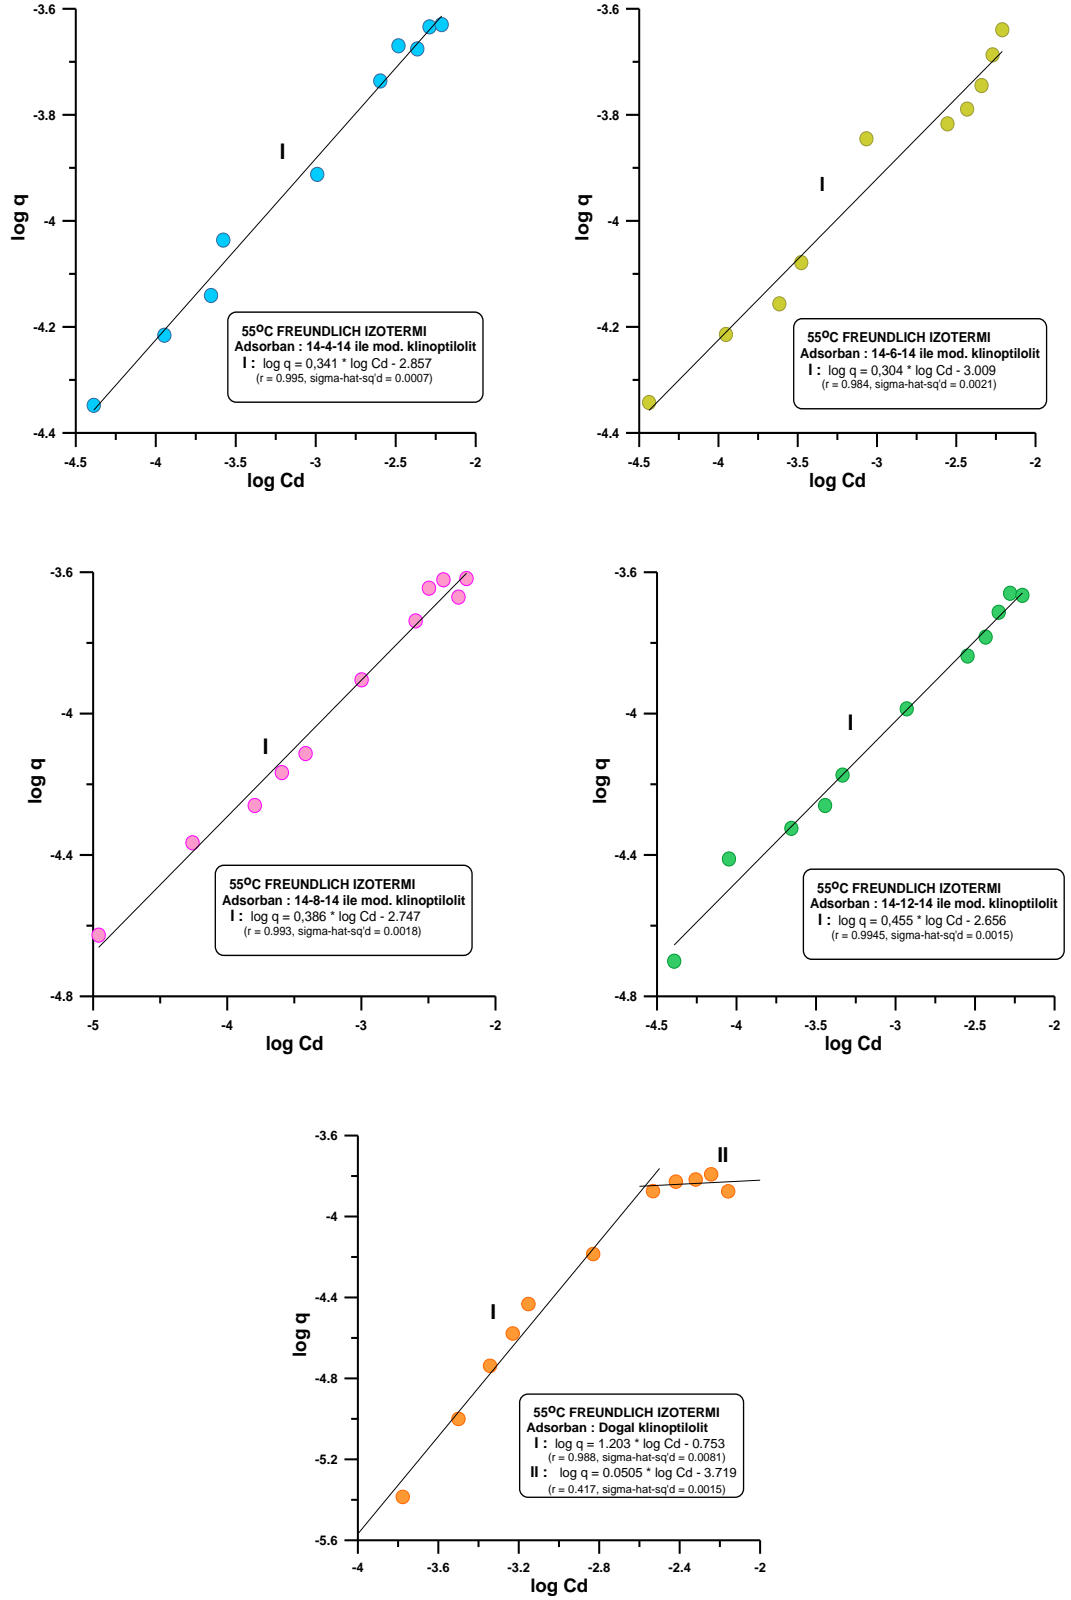 -3.6
-3.8
-4
-4.2
-4.4
log q
I
55ºC FREUNDLICH IZOTERMI
Adsorban : 14-4-14 ile mod. klinoptilolit
I : log q = 0,341 * log Cd - 2.857
(r = 0.995, sigma-hat-sq'd = 0.0007)
-4.5 -4 -3.5 -3 -2.5 -2
log Cd
-3.6
-3.8
-4
-4.2
-4.4
log q
I
55ºC FREUNDLICH IZOTERMI
Adsorban : 14-6-14 ile mod. klinoptilolit
I : log q = 0,304 * log Cd - 3.009
(r = 0.984, sigma-hat-sq'd = 0.0021)
-4.5 -4 -3.5 -3 -2.5 -2
log Cd
-3.6
-4
-4.4
-4.8
log q
I
55ºC FREUNDLICH IZOTERMI
Adsorban : 14-8-14 ile mod. klinoptilolit
I : log q = 0,386 * log Cd - 2.747
(r = 0.993, sigma-hat-sq'd = 0.0018)
-5 -4 -3 -2
log Cd
-3.6
-4
-4.4
-4.8
log q
I
55ºC FREUNDLICH IZOTERMI
Adsorban : 14-12-14 ile mod. klinoptilolit
I : log q = 0,455 * log Cd - 2.656
(r = 0.9945, sigma-hat-sq'd = 0.0015)
-4.5 -4 -3.5 -3 -2.5 -2
log Cd
-3.6
-4
-4.4
-4.8
-5.2
-5.6
log q
II
I
55ºC FREUNDLICH IZOTERMI
Adsorban : Dogal klinoptilolit
I : log q = 1.203 * log Cd - 0.753
(r = 0.988, sigma-hat-sq'd = 0.0081)
II : log q = 0.0505 * log Cd - 3.719
(r = 0.417, sigma-hat-sq'd = 0.0015)
-4 -3.6 -3.2 -2.8 -2.4 -2
log Cd